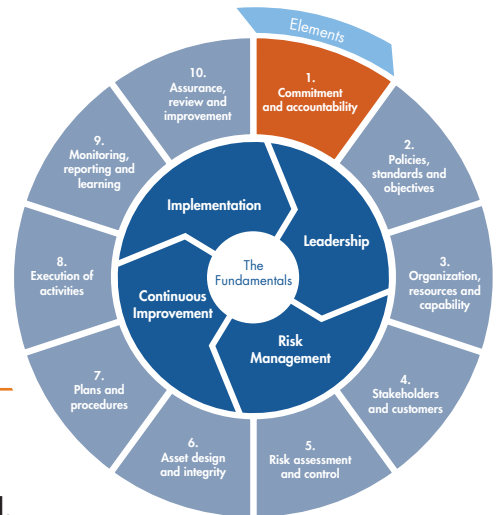 Elements
1.
Commitment
and accountability
2.
Policies,
standards and
objectives
3.
Organization,
resources and
capability
4.
Stakeholders
and customers
5.
Risk assessment
and control
6.
Asset design
and integrity
7.
Plans and
procedures
8.
Execution of
activities
9.
Monitoring,
reporting and
learning
10.
Assurance,
review and
improvement
Implementation
Leadership
The
Fundamentals
Continuous
Improvement
Risk
Management